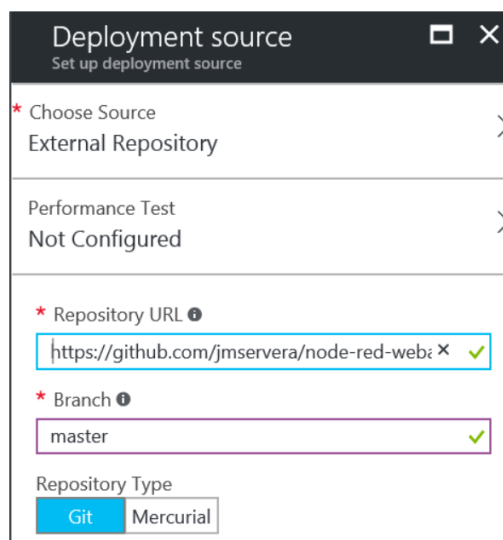 Deployment source
Set up deployment source
* Choose Source
External Repository
Performance Test
Not Configured
* Repository URL
https://github.com/jmservera/node-red-weba
* Branch
master
Repository Type
Git Mercurial